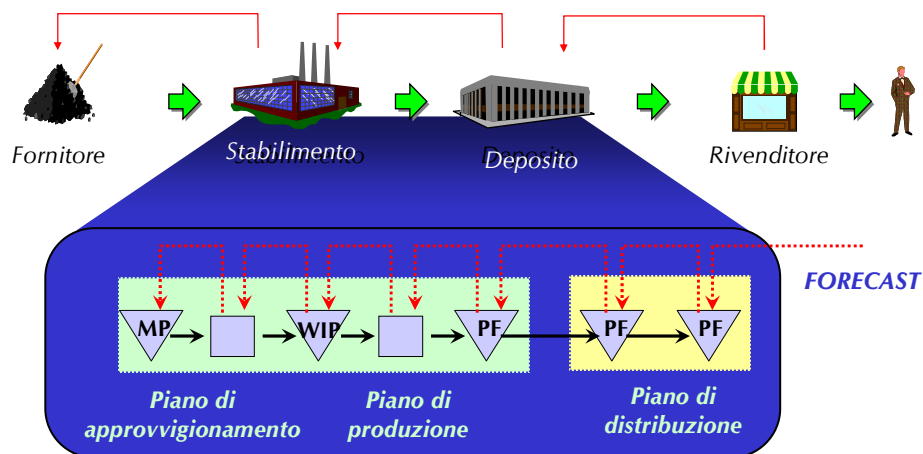 Fornitore
Stabilimento
Deposito
Rivenditore
FORECAST
MP
WIP
PF
PF
PF
Piano di
approvvigionamento
Piano di
produzione
Piano di
distribuzione